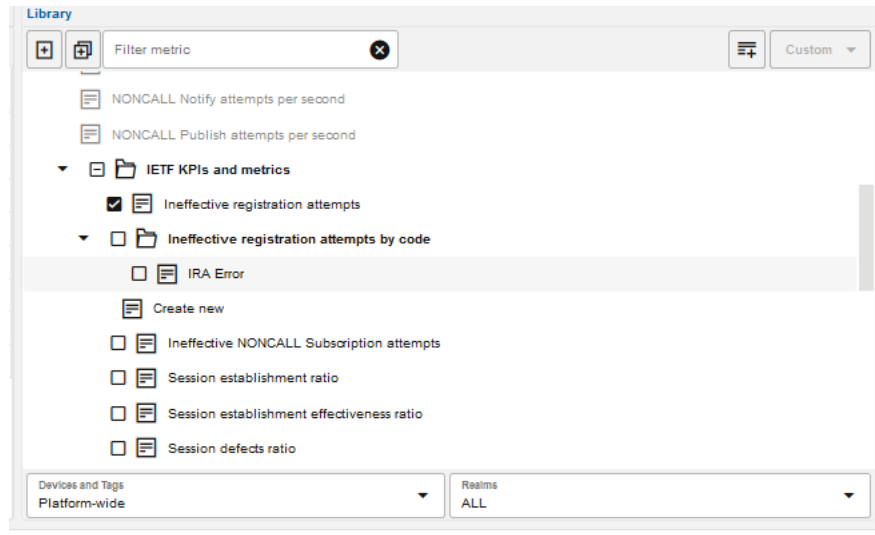 Library
Filter metric
Custom
NONCALL Notify attempts per second
NONCALL Publish attempts per second
IETF KPIs and metrics
Ineffective registration attempts
Ineffective registration attempts by code
IRA Error
Create new
Ineffective NONCALL Subscription attempts
Session establishment ratio
Session establishment effectiveness ratio
Session defects ratio
Devices and Tags
Platform-wide
Realms
ALL